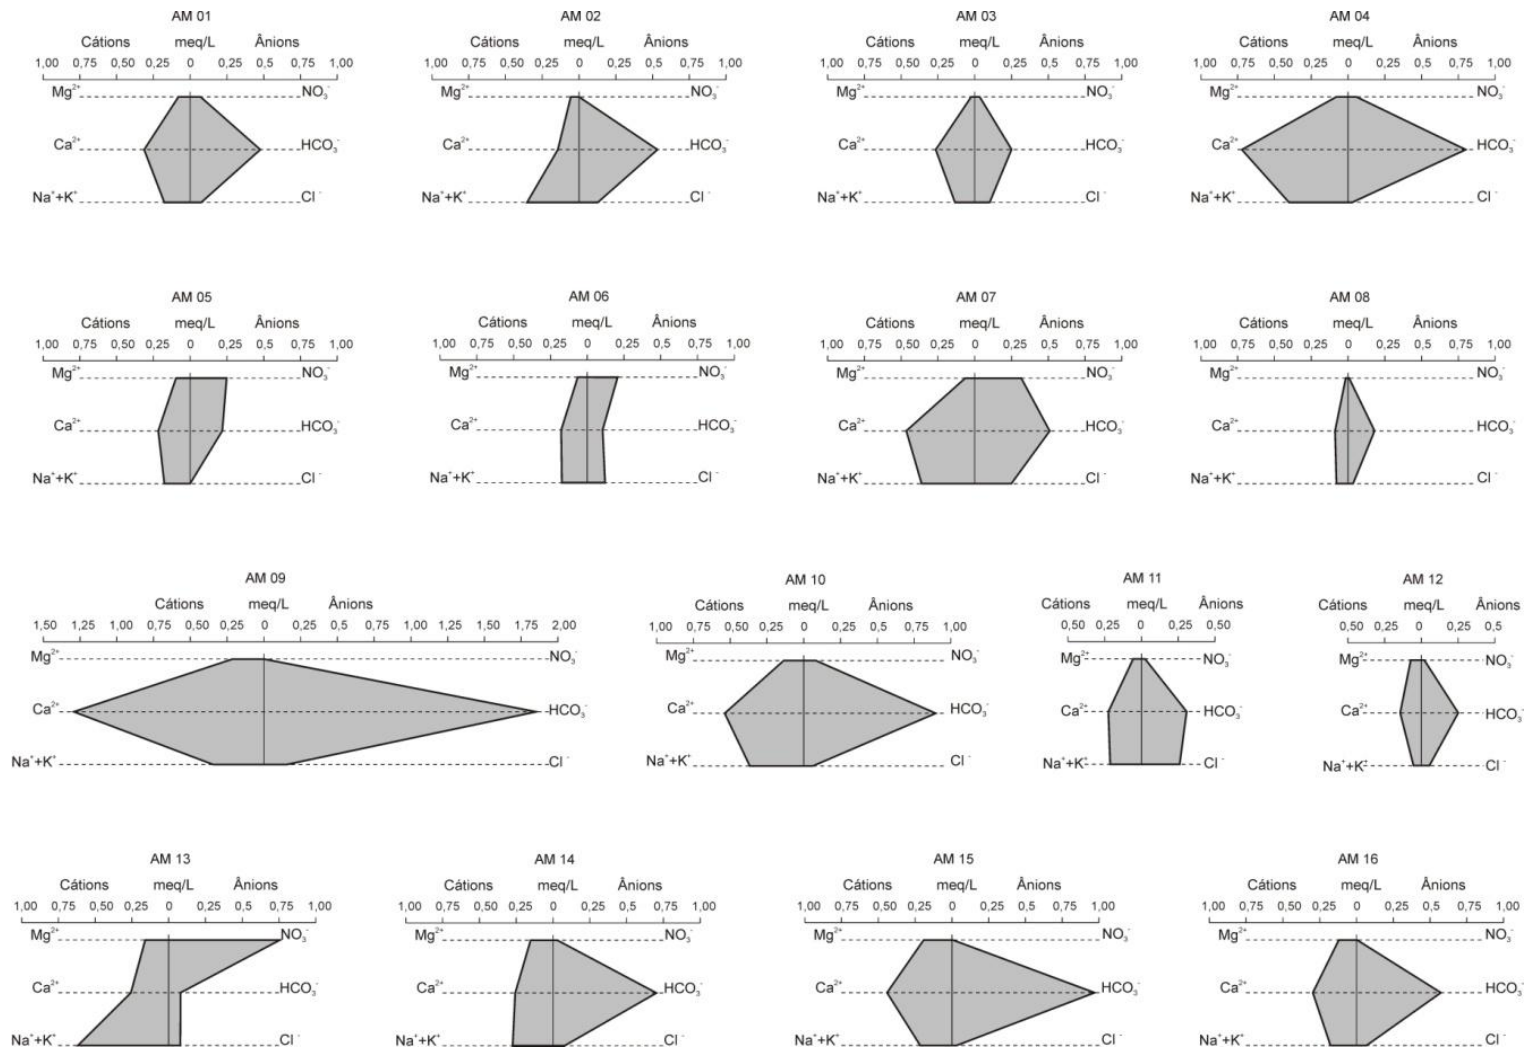 AM 01
Cátions meq/L Ânions
1,00 0,75 0,50 0,25 0 0,25 0,5 0,75 1,00
Mg²⁺ NO₃⁻
Ca²⁺ HCO₃⁻
Na⁺+K⁺ Cl⁻
AM 02
Cátions meq/L Ânions
1,00 0,75 0,50 0,25 0 0,25 0,5 0,75 1,00
Mg²⁺ NO₃⁻
Ca²⁺ HCO₃⁻
Na⁺+K⁺ Cl⁻
AM 03
Cátions meq/L Ânions
1,00 0,75 0,50 0,25 0 0,25 0,5 0,75 1,00
Mg²⁺ NO₃⁻
Ca²⁺ HCO₃⁻
Na⁺+K⁺ Cl⁻
AM 04
Cátions meq/L Ânions
1,00 0,75 0,50 0,25 0 0,25 0,5 0,75 1,00
Mg²⁺ NO₃⁻
Ca²⁺ HCO₃⁻
Na⁺+K⁺ Cl⁻
AM 05
Cátions meq/L Ânions
1,00 0,75 0,5 0,25 0 0,25 0,5 0,75 1,00
Mg²⁺ NO₃⁻
Ca²⁺ HCO₃⁻
Na⁺+K⁺ Cl⁻
AM 06
Cátions meq/L Ânions
1,00 0,75 0,5 0,25 0 0,25 0,5 0,75 1,00
Mg²⁺ NO₃⁻
Ca²⁺ HCO₃⁻
Na⁺+K⁺ Cl⁻
AM 07
Cátions meq/L Ânions
1,00 0,75 0,5 0,25 0 0,25 0,5 0,75 1,00
Mg²⁺ NO₃⁻
Ca²⁺ HCO₃⁻
Na⁺+K⁺ Cl⁻
AM 08
Cátions meq/L Ânions
1,00 0,75 0,5 0,25 0 0,25 0,5 0,75 1,00
Mg²⁺ NO₃⁻
Ca²⁺ HCO₃⁻
Na⁺+K⁺ Cl⁻
AM 09
Cátions meq/L Ânions
1,50 1,25 1,00 0,75 0,5 0,25 0 0,25 0,5 0,75 1,00 1,25 1,50 1,75 2,00
Mg²⁺ NO₃⁻
Ca²⁺ HCO₃⁻
Na⁺+K⁺ Cl⁻
AM 10
Cátions meq/L Ânions
1,00 0,75 0,50 0,25 0 0,25 0,50 0,75 1,00
Mg²⁺ NO₃⁻
Ca²⁺ HCO₃⁻
Na⁺+K⁺ Cl⁻
AM 11
Cátions meq/L Ânions
0,50 0,25 0 0,25 0,50
Mg²⁺ NO₃⁻
Ca²⁺ HCO₃⁻
Na⁺+K⁺ Cl⁻
AM 12
Cátions meq/L Ânions
0,50 0,25 0 0,25 0,5
Mg²⁺ NO₃⁻
Ca²⁺ HCO₃⁻
Na⁺+K⁺ Cl⁻
AM 13
Cátions meq/L Ânions
1,00 0,75 0,50 0,25 0 0,25 0,5 0,75 1,00
Mg²⁺ NO₃⁻
Ca²⁺ HCO₃⁻
Na⁺+K⁺ Cl⁻
AM 14
Cátions meq/L Ânions
1,00 0,75 0,50 0,25 0 0,25 0,50 0,75 1,00
Mg²⁺ NO₃⁻
Ca²⁺ HCO₃⁻
Na⁺+K⁺ Cl⁻
AM 15
Cátions meq/L Ânions
1,00 0,75 0,50 0,25 0 0,25 0,5 0,75 1,00
Mg²⁺ NO₃⁻
Ca²⁺ HCO₃⁻
Na⁺+K⁺ Cl⁻
AM 16
Cátions meq/L Ânions
1,00 0,75 0,50 0,25 0 0,25 0,5 0,75 1,00
Mg²⁺ NO₃⁻
Ca²⁺ HCO₃⁻
Na⁺+K⁺ Cl⁻